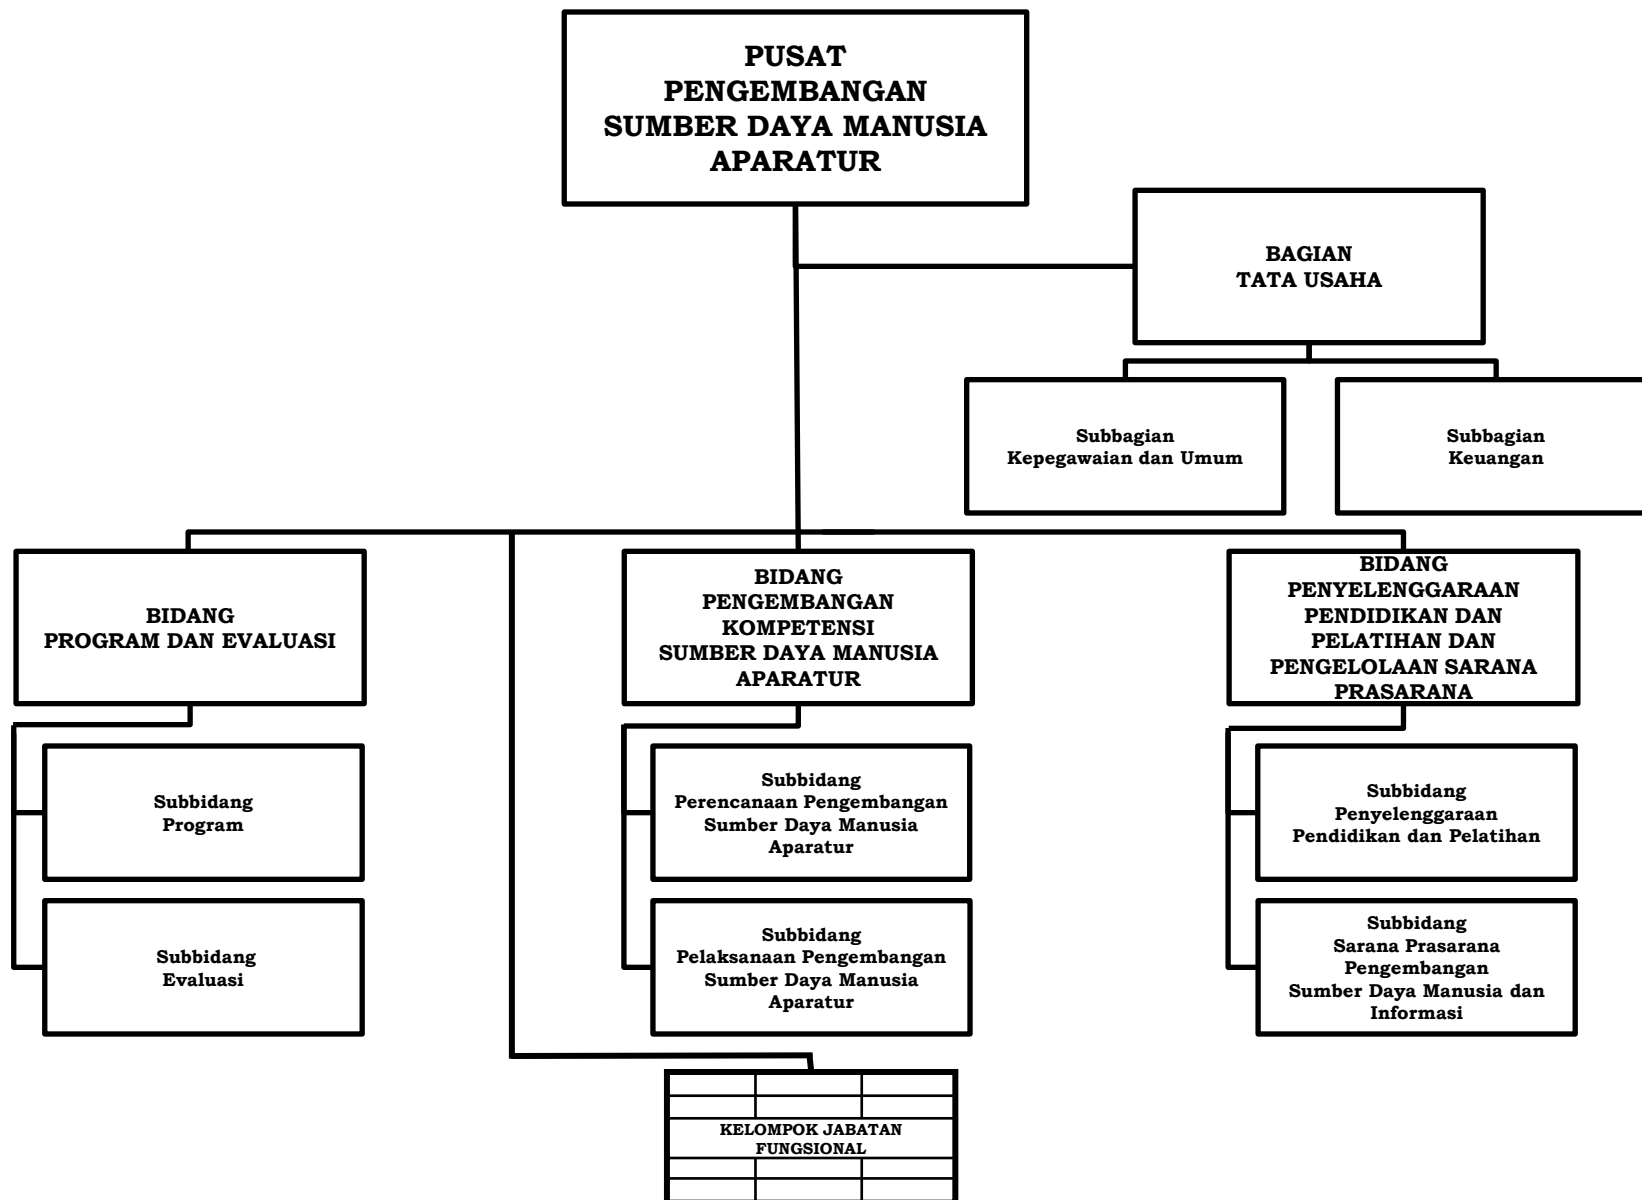 PUSAT
PENGEMBANGAN
SUMBER DAYA MANUSIA
APARATUR
BAGIAN
TATA USAHA
Subbagian
Kepegawaian dan Umum
Subbagian
Keuangan
BIDANG
PROGRAM DAN EVALUASI
BIDANG
PENGEMBANGAN
KOMPETENSI
SUMBER DAYA MANUSIA
APARATUR
BIDANG
PENYELENGGARAAN
PENDIDIKAN DAN
PELATIHAN DAN
PENGELOLAAN SARANA
PRASARANA
Subbidang
Program
Subbidang
Perencanaan Pengembangan
Sumber Daya Manusia
Aparatur
Subbidang
Penyelenggaraan
Pendidikan dan Pelatihan
Subbidang
Evaluasi
Subbidang
Pelaksanaan Pengembangan
Sumber Daya Manusia
Aparatur
Subbidang
Sarana Prasarana
Pengembangan
Sumber Daya Manusia dan
Informasi
KELOMPOK JABATAN
FUNGSIONAL